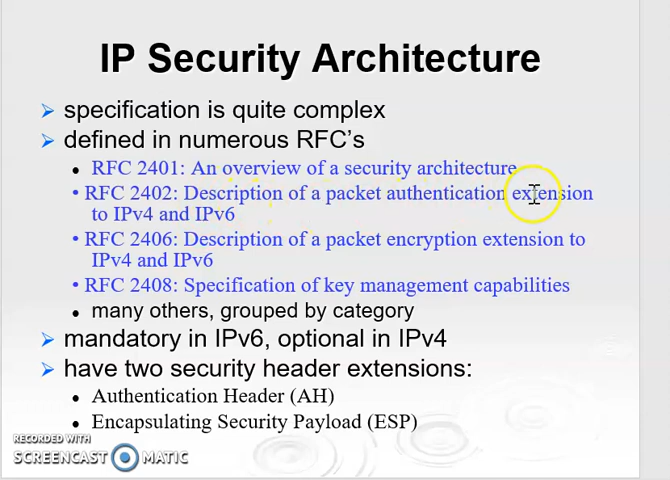 IP Security Architecture
specification is quite complex
defined in numerous RFC’s
RFC 2401: An overview of a security architecture
RFC 2402: Description of a packet authentication extension
to IPv4 and IPv6
RFC 2406: Description of a packet encryption extension to
IPv4 and IPv6
RFC 2408: Specification of key management capabilities
many others, grouped by category
mandatory in IPv6, optional in IPv4
have two security header extensions:
Authentication Header (AH)
Encapsulating Security Payload (ESP)
RECORDED WITH
SCREENCAST MATIC